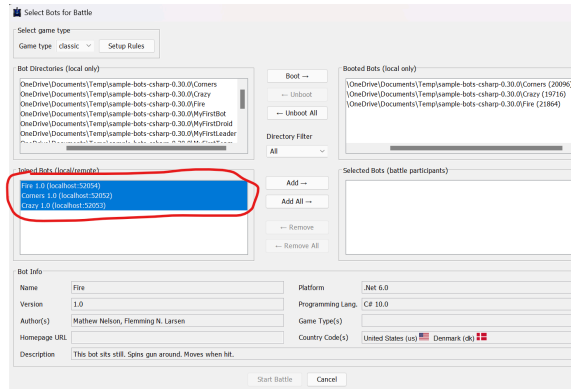 Select Bots for Battle
Select game type
Game type classic Setup Rules
Bot Directories (local only)
OneDrive\Documents\Temp\sample-bots-csharp-0.30.0\Corners
OneDrive\Documents\Temp\sample-bots-csharp-0.30.0\Crazy
OneDrive\Documents\Temp\sample-bots-csharp-0.30.0\Fire
OneDrive\Documents\Temp\sample-bots-csharp-0.30.0\MyFirstBot
OneDrive\Documents\Temp\sample-bots-csharp-0.30.0\MyFirstDroid
OneDrive\Documents\Temp\sample-bots-csharp-0.30.0\MyFirstLeader
Boot →
← Unboot
← Unboot All
Directory Filter
All
Booted Bots (local only)
\OneDrive\Documents\Temp\sample-bots-csharp-0.30.0\Corners (20096)
\OneDrive\Documents\Temp\sample-bots-csharp-0.30.0\Crazy (19716)
\OneDrive\Documents\Temp\sample-bots-csharp-0.30.0\Fire (21864)
Joined Bots (local/remote)
Fire 1.0 (localhost:52054)
Corners 1.0 (localhost:52052)
Crazy 1.0 (localhost:52053)
Add →
Add All →
← Remove
← Remove All
Selected Bots (battle participants)
Bot Info
Name Fire Platform .Net 6.0
Version 1.0 Programming Lang. C# 10.0
Author(s) Mathew Nelson, Flemming N. Larsen Game Type(s)
Homepage URL Country Code(s) United States (us) Denmark (dk)
Description This bot sits still. Spins gun around. Moves when hit.
Start Battle Cancel